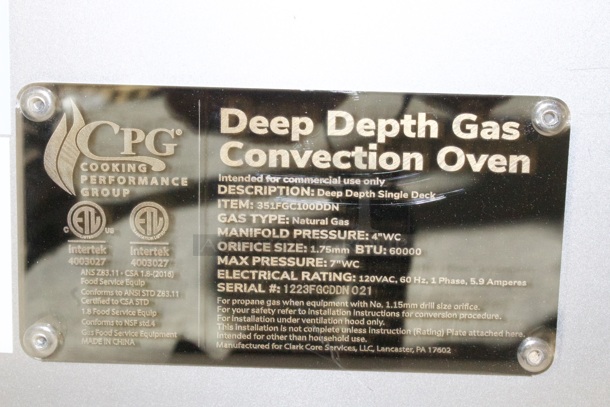 CPG®
COOKING
PERFORMANCE
GROUP
C ETL US
ETL
Intertek
Intertek
4003027
4003027
ANS Z83.11 • CSA 1.8-(2016)
Food Service Equip
Conforms to ANSI STD Z83.11
Certified to CSA STD
1.8 Food Service Equip
Conforms to NSF std.4
Gas Food Service Equipment
MADE IN CHINA
Deep Depth Gas
Convection Oven
Intended for commercial use only
DESCRIPTION: Deep Depth Single Deck
ITEM: 351FGC100DDN
GAS TYPE: Natural Gas
MANIFOLD PRESSURE: 4"WC
ORIFICE SIZE: 1.75mm BTU: 60000
MAX PRESSURE: 7"WC
ELECTRICAL RATING: 120VAC, 60 Hz, 1 Phase, 5.9 Amperes
SERIAL #: 1223FGCDDN021
For propane gas when equipment with No. 1.15mm drill size orifice.
For your safety refer to Installation Instructions for conversion procedure.
For installation under ventilation hood only.
This installation is not complete unless Instruction (Rating) Plate attached here.
Intended for other than household use.
Manufactured for Clark Core Services, LLC, Lancaster, PA 17602